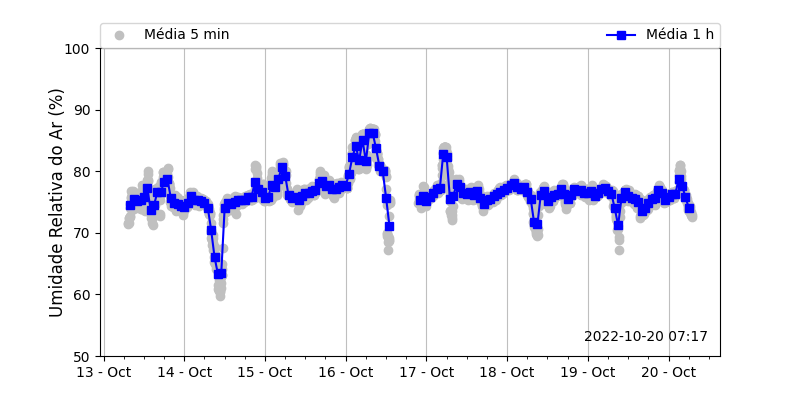 Média 5 min
Média 1 h
Umidade Relativa do Ar (%)
100
90
80
70
60
50
2022-10-20 07:17
13 - Oct
14 - Oct
15 - Oct
16 - Oct
17 - Oct
18 - Oct
19 - Oct
20 - Oct